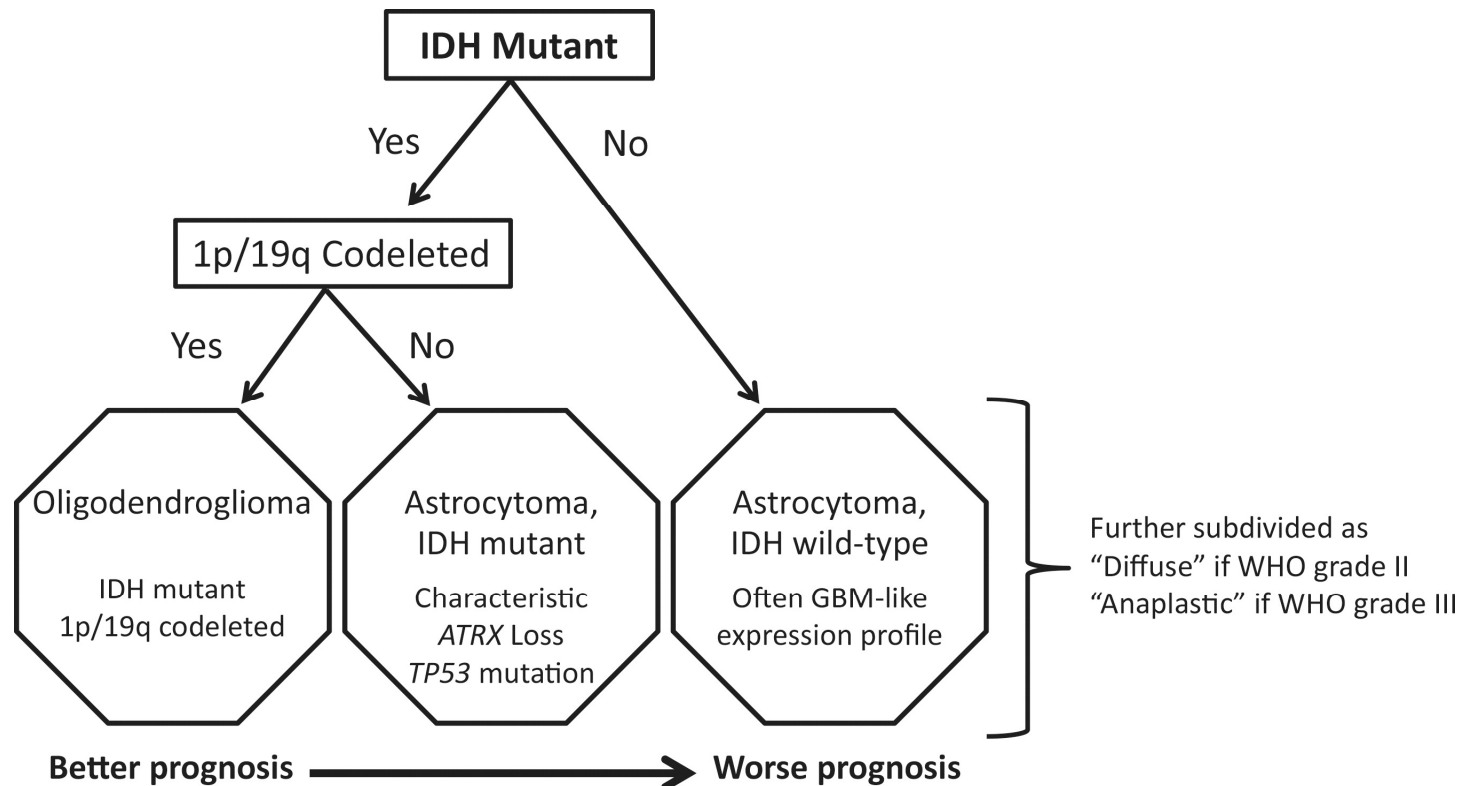 IDH Mutant
Yes
No
1p/19q Codeleted
Yes
No
Oligodendroglioma
IDH mutant
1p/19q codeleted
Astrocytoma,
IDH mutant
Characteristic
ATRX Loss
TP53 mutation
Astrocytoma,
IDH wild-type
Often GBM-like
expression profile
Further subdivided as
“Diffuse” if WHO grade II
“Anaplastic” if WHO grade III
Better prognosis
Worse prognosis